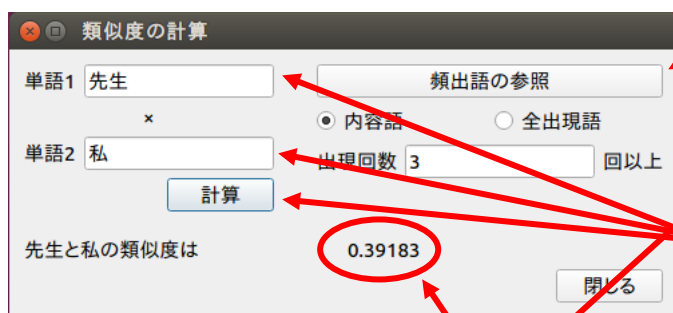 類似度の計算
単語1 先生 頻出語の参照
× 内容語 全出現語
単語2 私 出現回数 3 回以上
計算
先生と私の類似度は 0.39183
閉じる